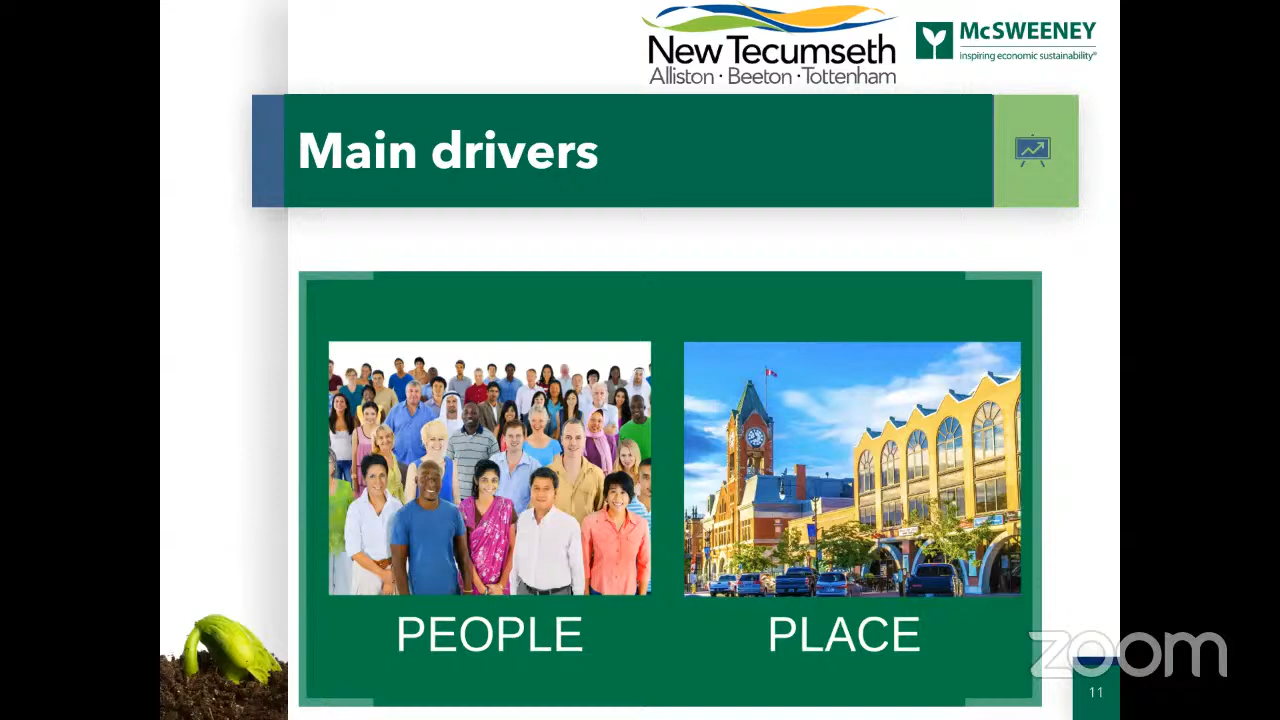 New Tecumseth
Alliston · Beeton · Tottenham
McSWEENEY
inspiring economic sustainability®
Main drivers
PEOPLE
PLACE
zoom
11